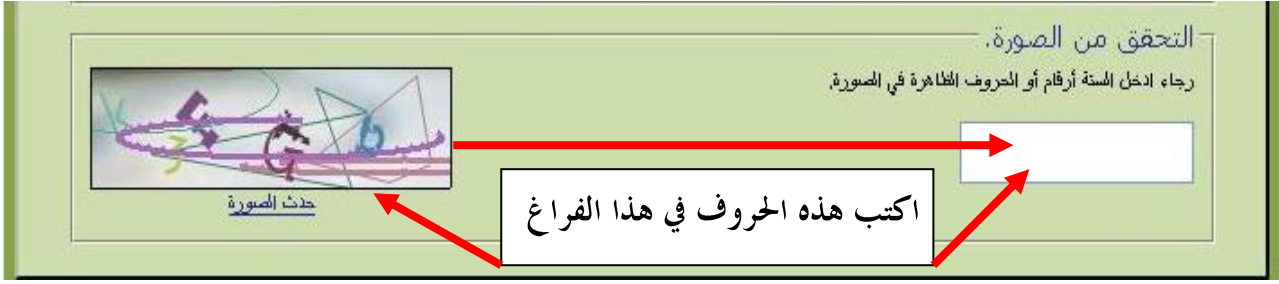 التحقق من الصورة.
رجاء ادخل الستة أرقام أو الحروف الظاهرة في الصورة.
حدث الصورة
اكتب هذه الحروف في هذا الفراغ